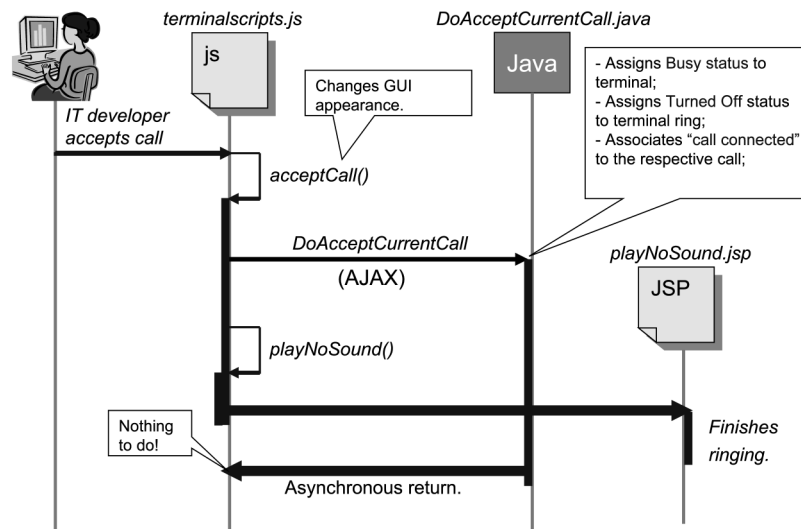 terminalscripts.js
DoAcceptCurrentCall.java
js
Java
Changes GUI
appearance.
- Assigns Busy status to
terminal;
- Assigns Turned Off status
to terminal ring;
- Associates “call connected”
to the respective call;
IT developer
accepts call
acceptCall()
DoAcceptCurrentCall
(AJAX)
playNoSound.jsp
JSP
playNoSound()
Nothing
to do!
Finishes
ringing.
Asynchronous return.